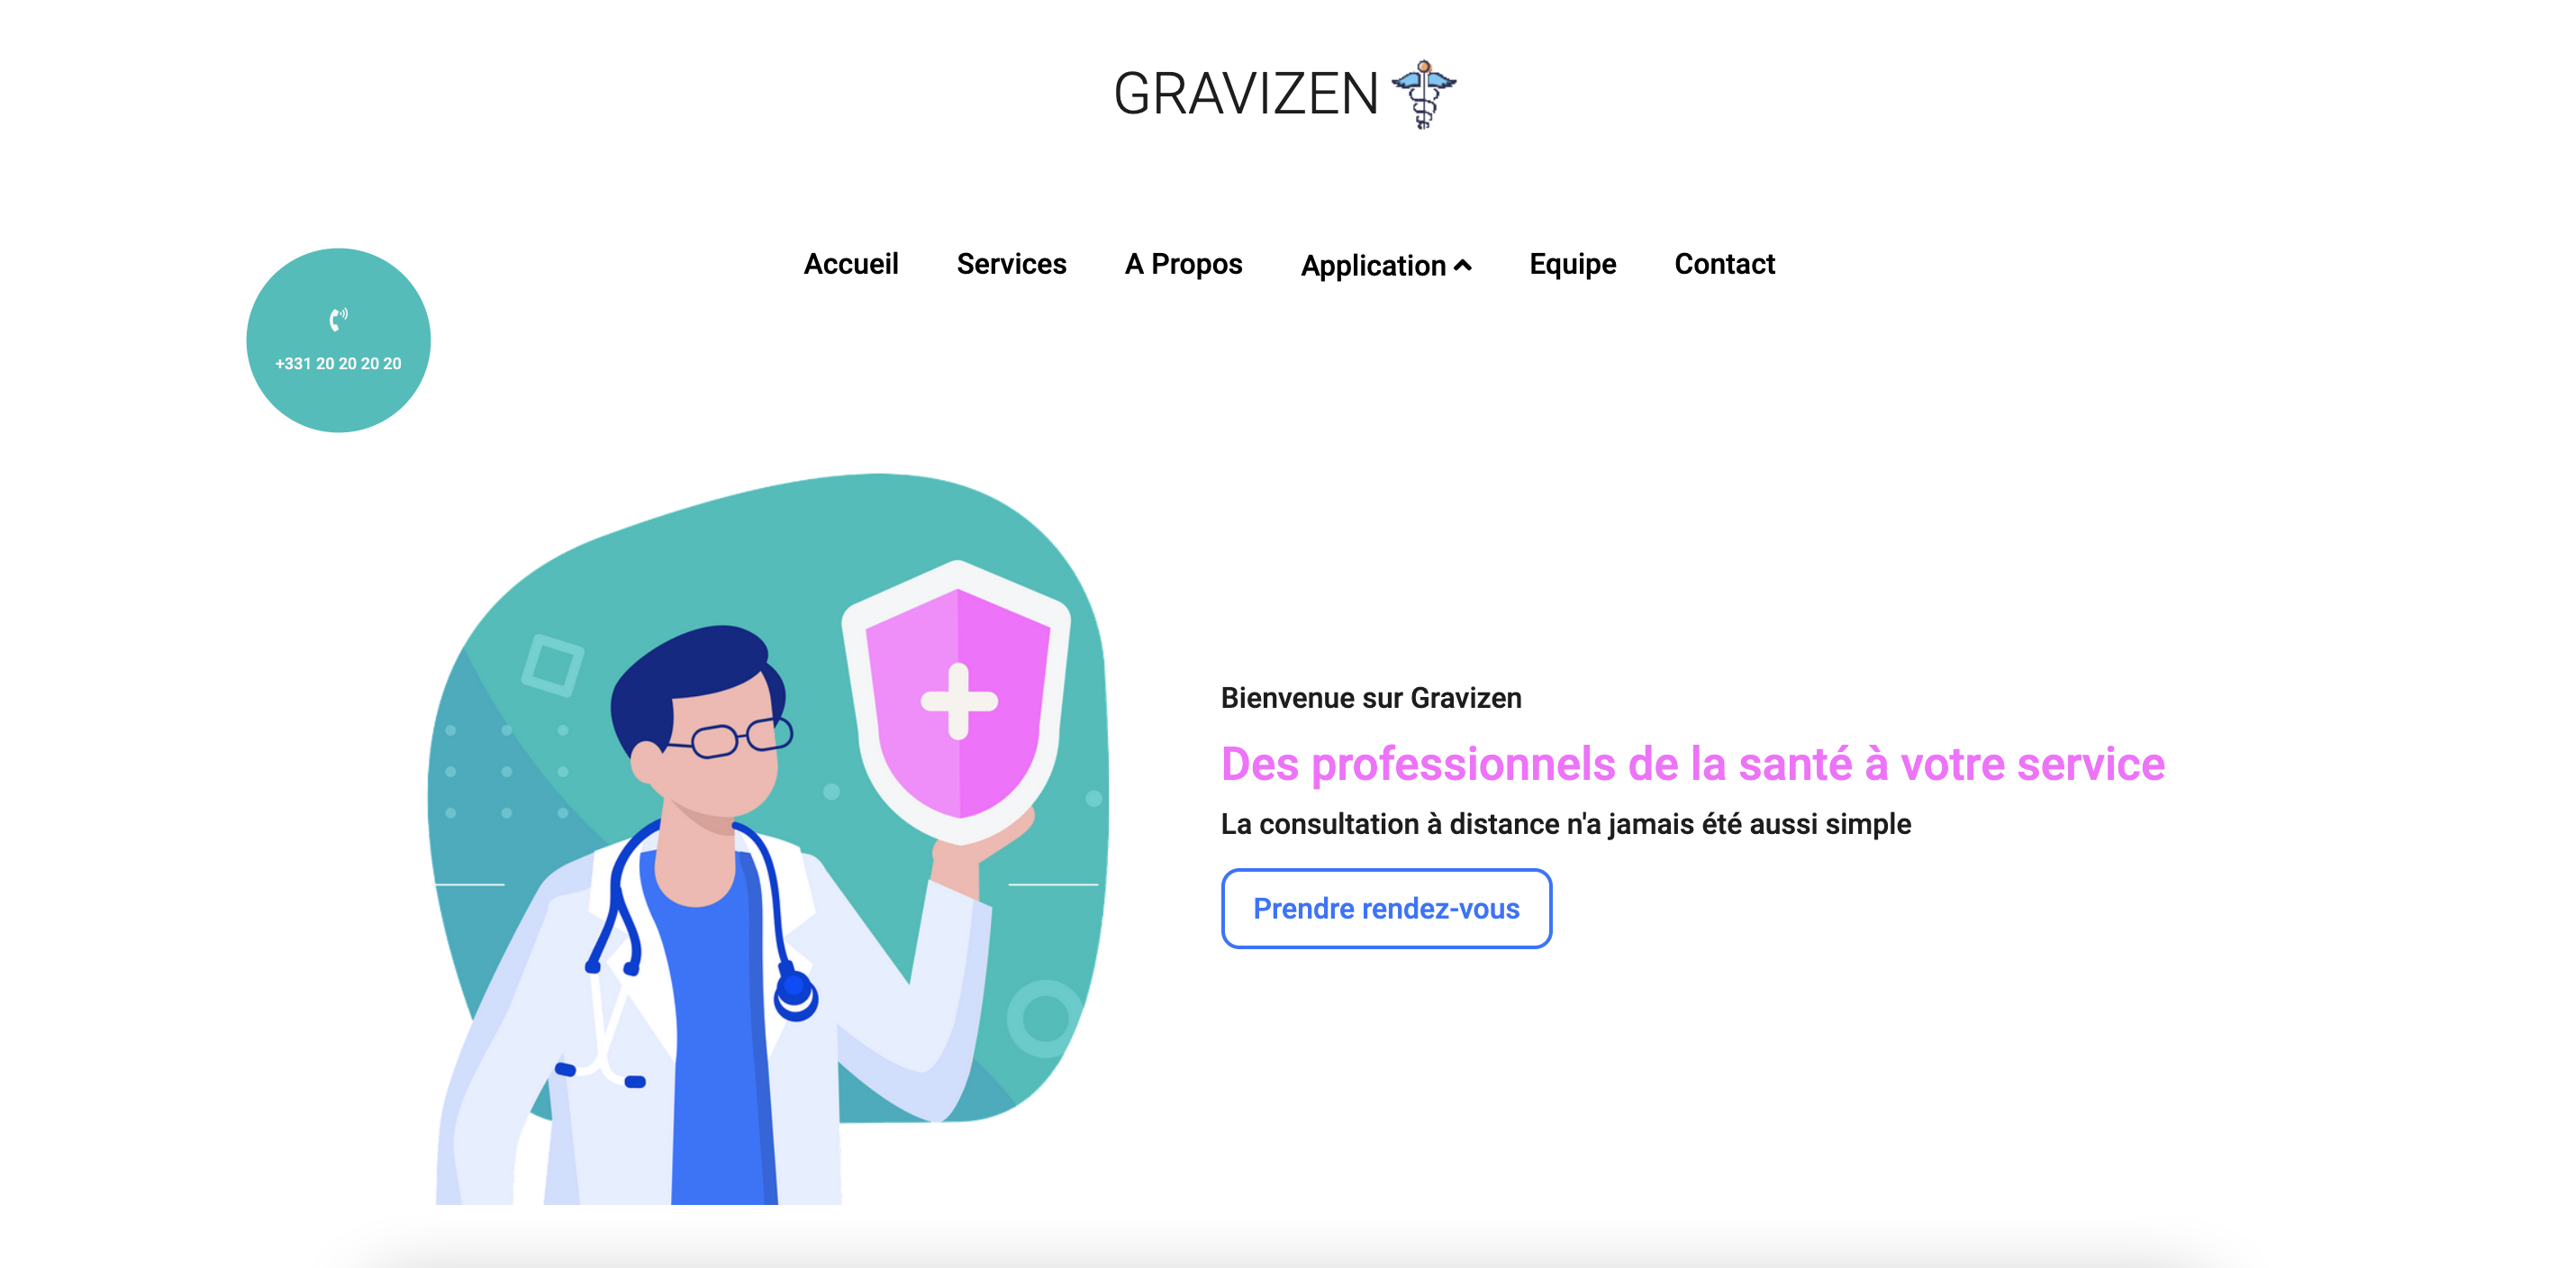 GRAVIZEN
Accueil Services A Propos Application Equipe Contact
+331 20 20 20 20
Bienvenue sur Gravizen
Des professionnels de la santé à votre service
La consultation à distance n'a jamais été aussi simple
Prendre rendez-vous